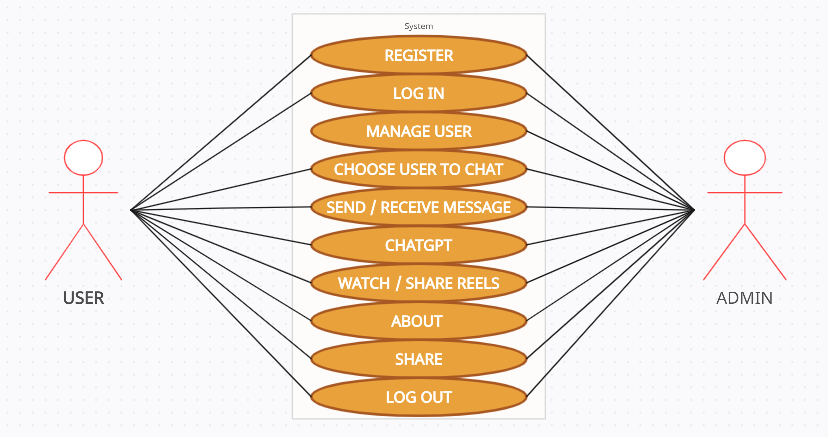 System
REGISTER
LOG IN
MANAGE USER
CHOOSE USER TO CHAT
SEND / RECEIVE MESSAGE
CHATGPT
WATCH / SHARE REELS
ABOUT
SHARE
LOG OUT
USER
ADMIN